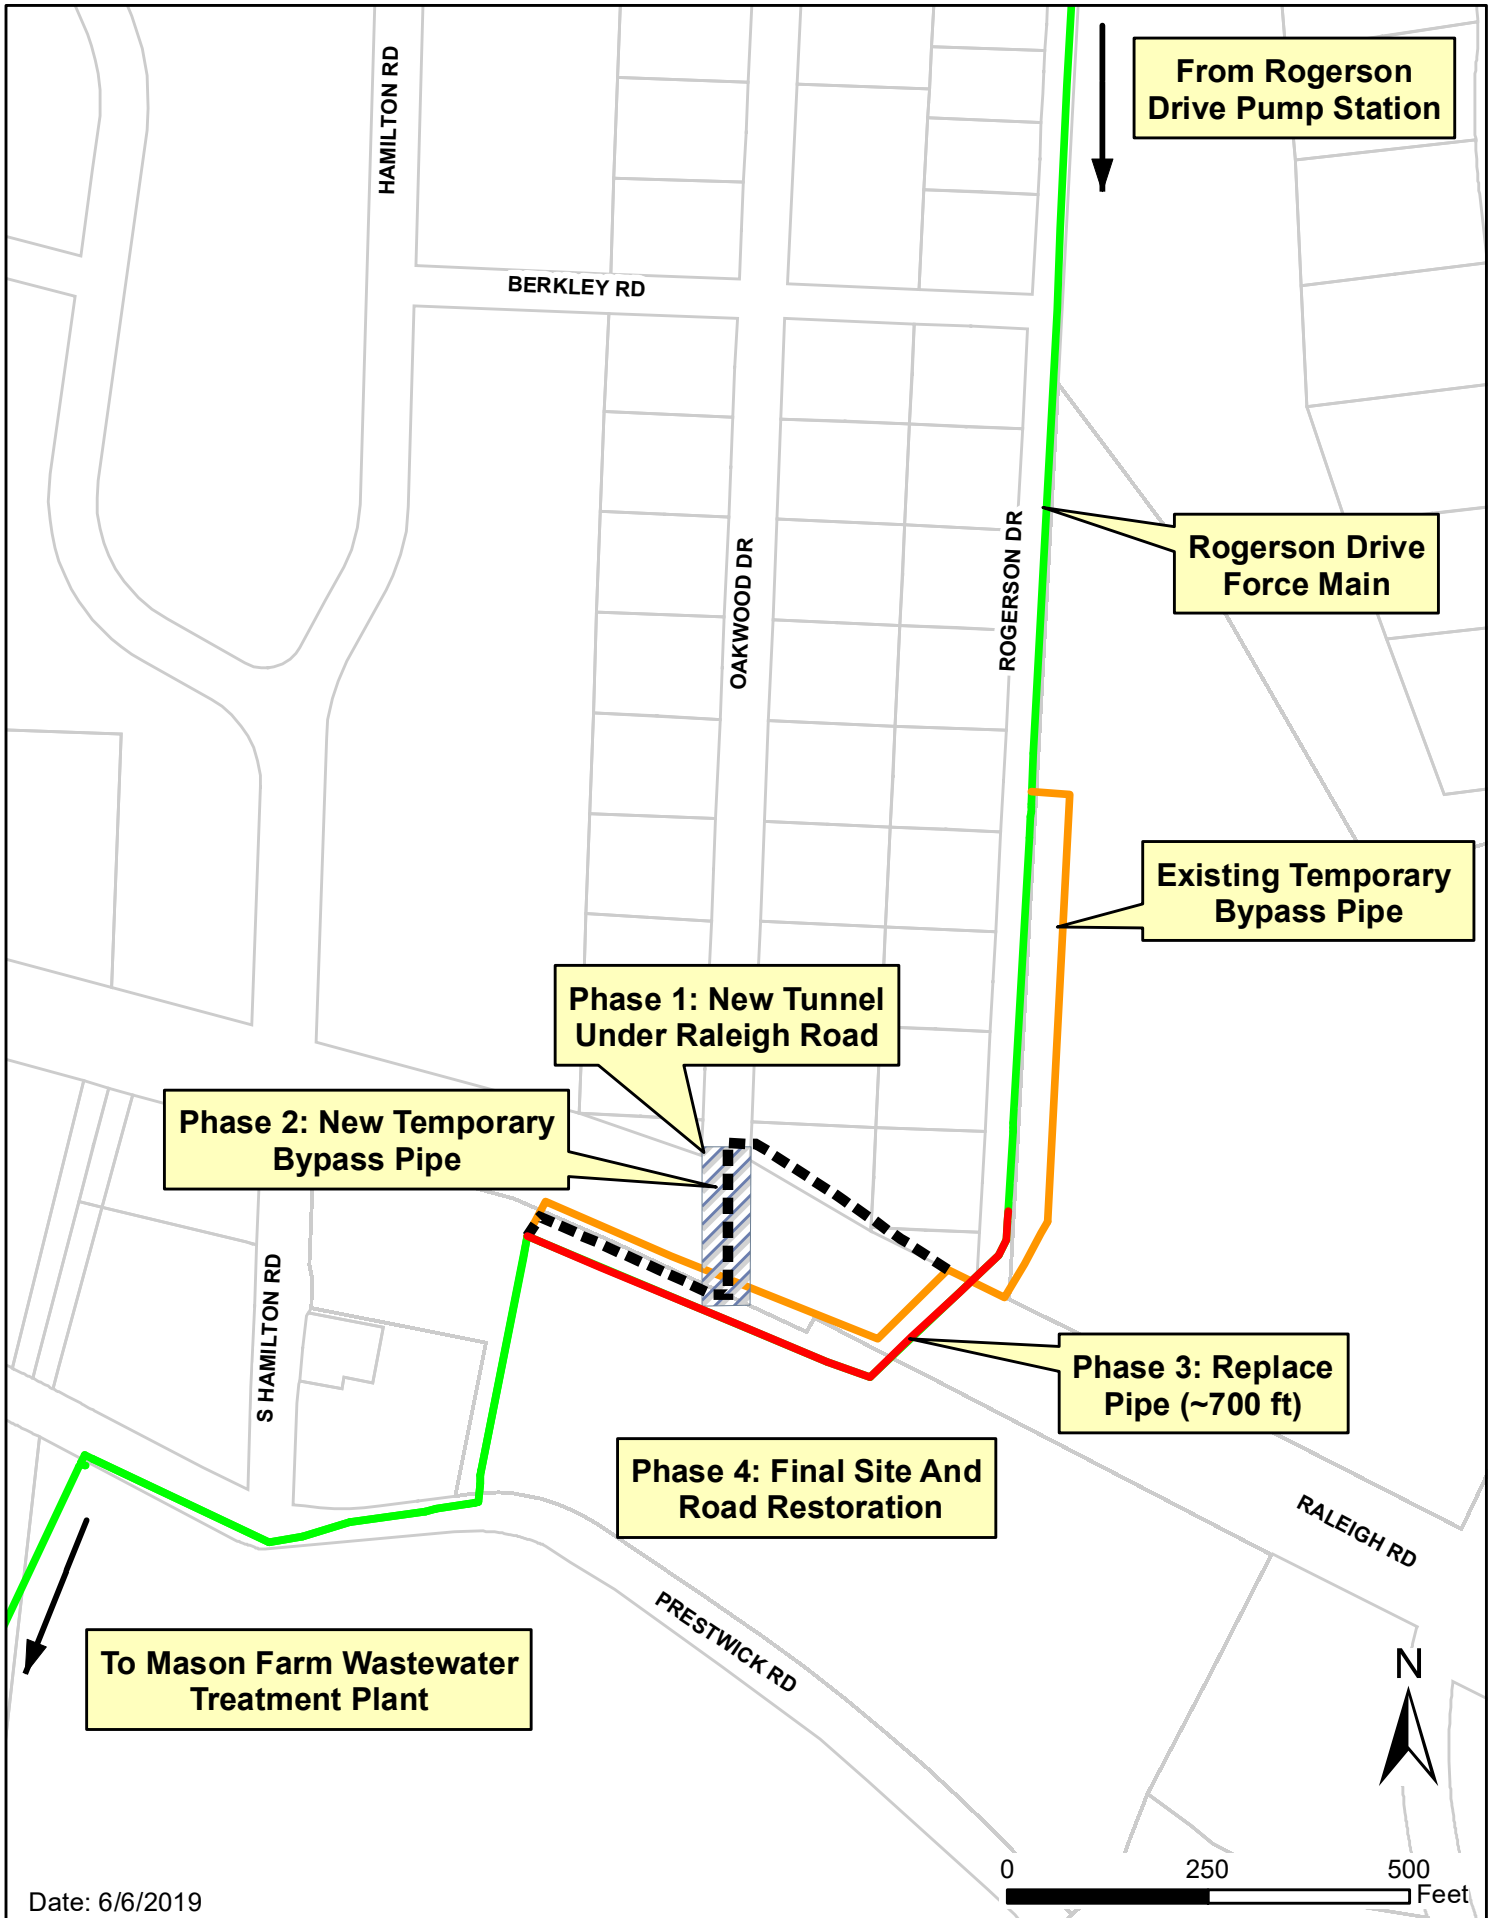 From Rogerson
Drive Pump Station
HAMILTON RD
BERKLEY RD
Rogerson Drive
Force Main
OAKWOOD DR
ROGERSON DR
Existing Temporary
Bypass Pipe
Phase 1: New Tunnel
Under Raleigh Road
Phase 2: New Temporary
Bypass Pipe
S HAMILTON RD
Phase 3: Replace
Pipe (~700 ft)
Phase 4: Final Site And
Road Restoration
RALEIGH RD
PRESTWICK RD
To Mason Farm Wastewater
Treatment Plant
N
0 250 500
Feet
Date: 6/6/2019